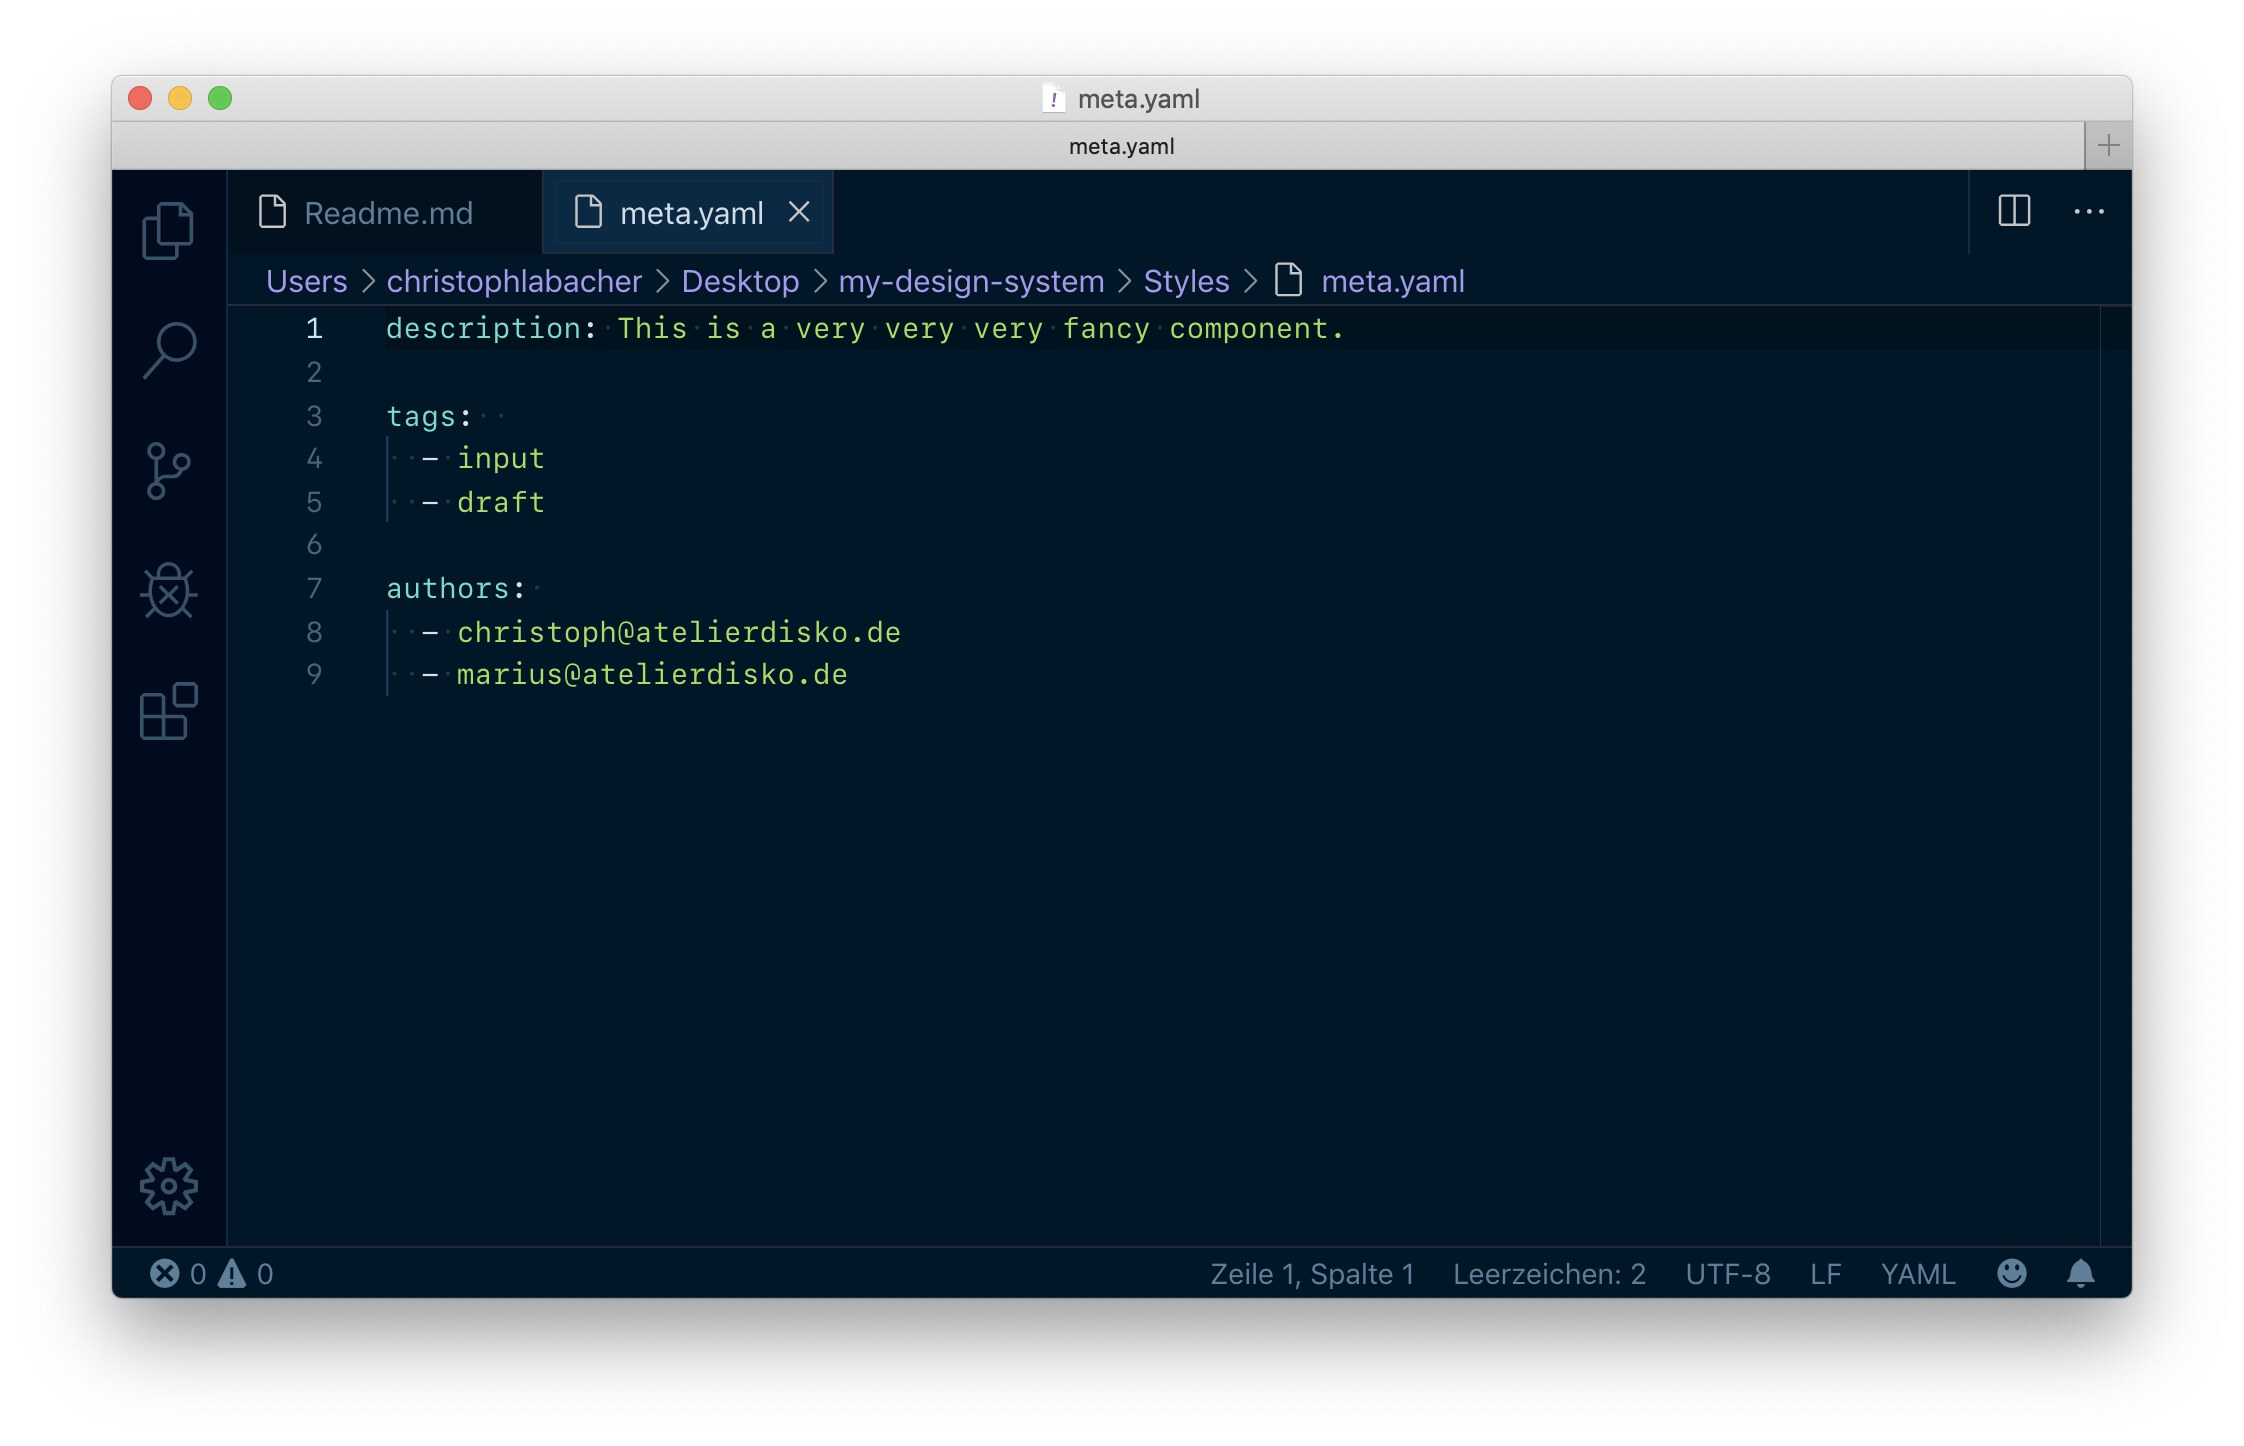 meta.yaml
meta.yaml
Readme.md meta.yaml
Users > christophlabacher > Desktop > my-design-system > Styles > meta.yaml
1 description: This is a very very very fancy component.
2
3 tags:
4 - input
5 - draft
6
7 authors:
8 - christoph@atelierdisko.de
9 - marius@atelierdisko.de
0 0 Zeile 1, Spalte 1 Leerzeichen: 2 UTF-8 LF YAML